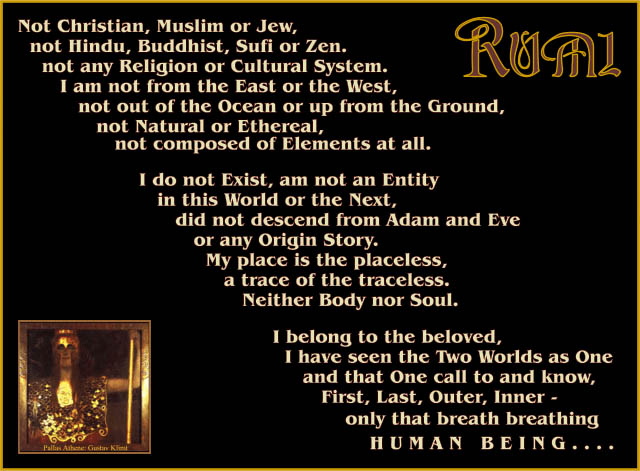 RUMI
Not Christian, Muslim or Jew,
not Hindu, Buddhist, Sufi or Zen.
not any Religion or Cultural System.
I am not from the East or the West,
not out of the Ocean or up from the Ground,
not Natural or Ethereal,
not composed of Elements at all.
I do not Exist, am not an Entity
in this World or the Next,
did not descend from Adam and Eve
or any Origin Story.
My place is the placeless,
a trace of the traceless.
Neither Body nor Soul.
I belong to the beloved,
I have seen the Two Worlds as One
and that One call to and know,
First, Last, Outer, Inner -
only that breath breathing
HUMAN BEING....
Pallas Athene: Gustav Klimt